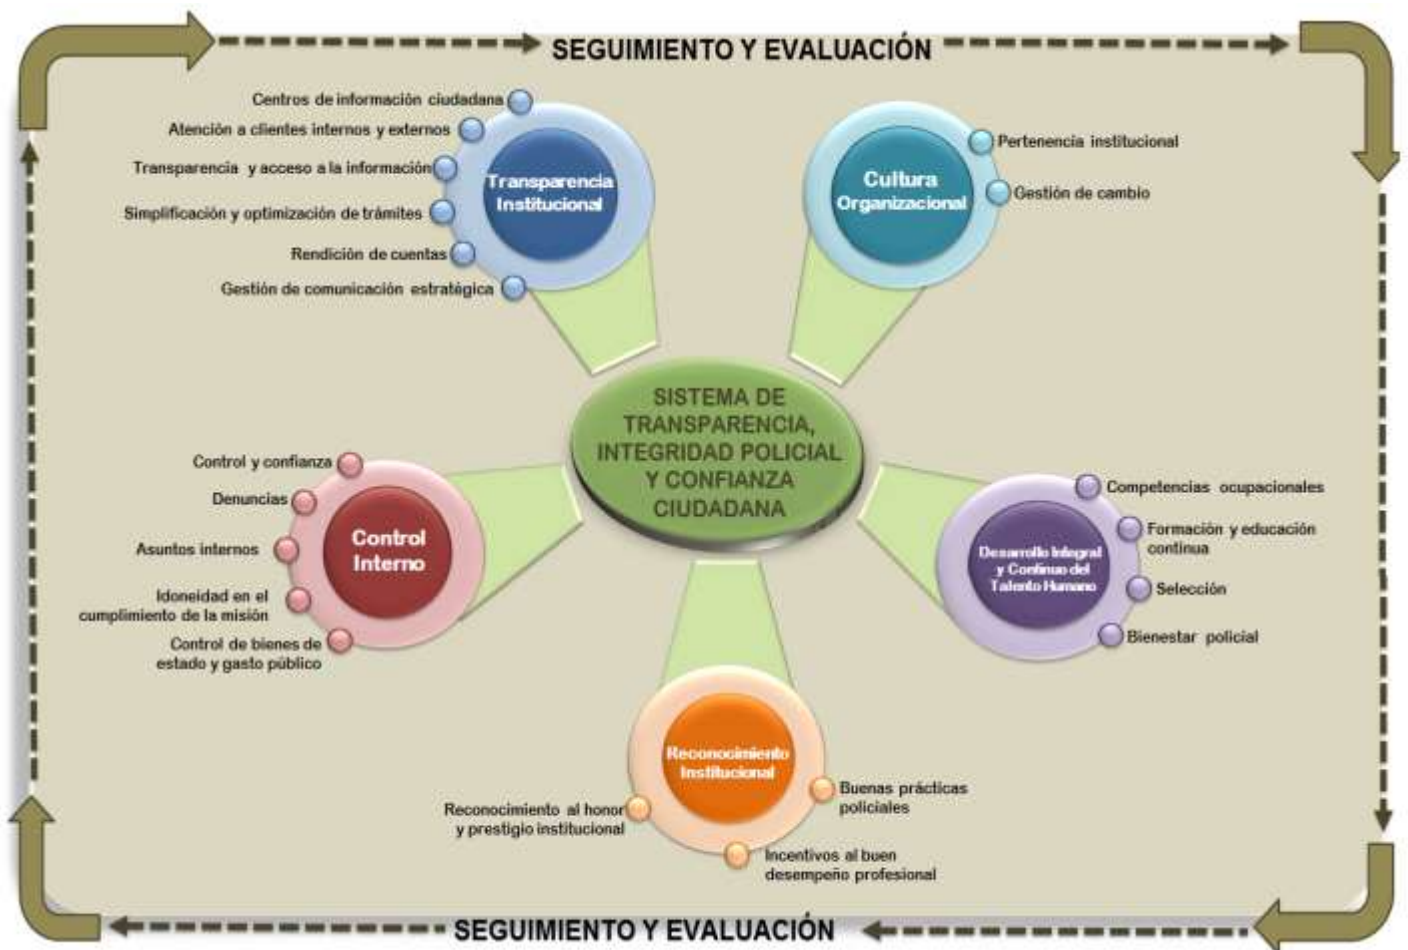 SEGUIMIENTO Y EVALUACIÓN
Centros de información ciudadana
Atención a clientes internos y externos
Transparencia y acceso a la información
Simplificación y optimización de trámites
Rendición de cuentas
Gestión de comunicación estratégica
Transparencia
Institucional
Cultura
Organizacional
Pertenencia institucional
Gestión de cambio
SISTEMA DE
TRANSPARENCIA,
INTEGRIDAD POLICIAL
Y CONFIANZA
CIUDADANA
Control y confianza
Denuncias
Asuntos internos
Idoneidad en el
cumplimiento de la misión
Control de bienes de
estado y gasto público
Control
Interno
Desarrollo Integral
y Continuo del
Talento Humano
Competencias ocupacionales
Formación y educación
continua
Selección
Bienestar policial
Reconocimiento
Institucional
Reconocimiento al honor
y prestigio institucional
Buenas prácticas
policiales
Incentivos al buen
desempeño profesional
SEGUIMIENTO Y EVALUACIÓN